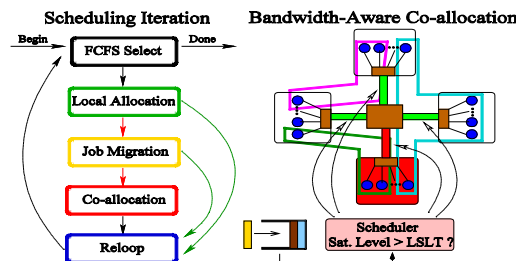 Scheduling Iteration
Begin
Done
FCFS Select
Local Allocation
Job Migration
Co-allocation
Reloop
Bandwidth-Aware Co-allocation
Scheduler
Sat. Level > LSLT ?